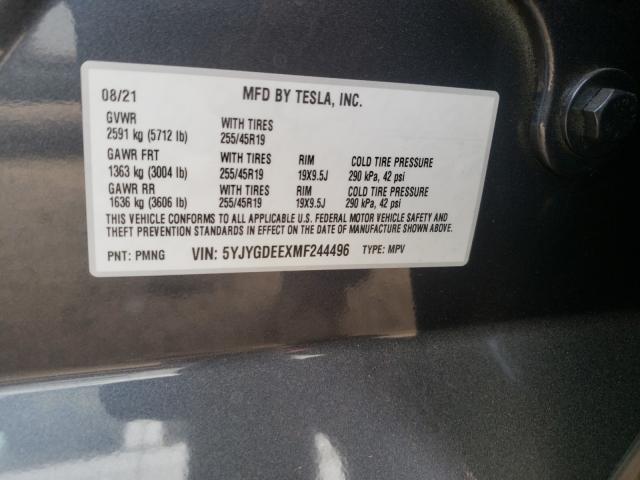 08/21 MFD BY TESLA, INC.
GVWR
2591 kg (5712 lb) WITH TIRES 255/45R19
GAWR FRT WITH TIRES RIM COLD TIRE PRESSURE
1363 kg (3004 lb) 255/45R19 19X9.5J 290 kPa, 42 psi
GAWR RR WITH TIRES RIM COLD TIRE PRESSURE
1636 kg (3606 lb) 255/45R19 19X9.5J 290 kPa, 42 psi
THIS VEHICLE CONFORMS TO ALL APPLICABLE U.S. FEDERAL MOTOR VEHICLE SAFETY AND
THEFT PREVENTION STANDARDS IN EFFECT ON THE DATE OF MANUFACTURE SHOWN ABOVE.
PNT: PMNG VIN: 5YJYGDEEXMF244496 TYPE: MPV